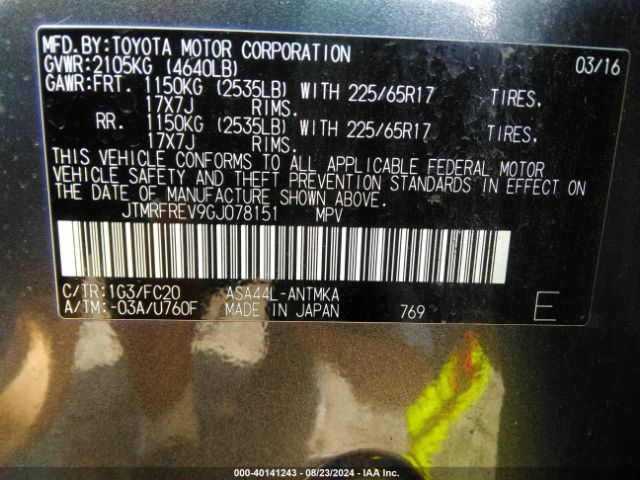 MFD.BY:TOYOTA MOTOR CORPORATION 03/16
GVWR:2105KG (4640LB)
GAWR:FRT. 1150KG (2535LB) WITH 225/65R17 TIRES.
17X7J RIMS.
RR. 1150KG (2535LB) WITH 225/65R17 TIRES.
17X7J RIMS.
THIS VEHICLE CONFORMS TO ALL APPLICABLE FEDERAL MOTOR
VEHICLE SAFETY AND THEFT PREVENTION STANDARDS IN EFFECT ON
THE DATE OF MANUFACTURE SHOWN ABOVE.
JTMRFREV9GJ078151 MPV
C/TR:1G3/FC20 ASA44L-ANTMKA
A/TM:-03A/U760F MADE IN JAPAN 769 E
000-40141243 - 08/23/2024 - IAA Inc.